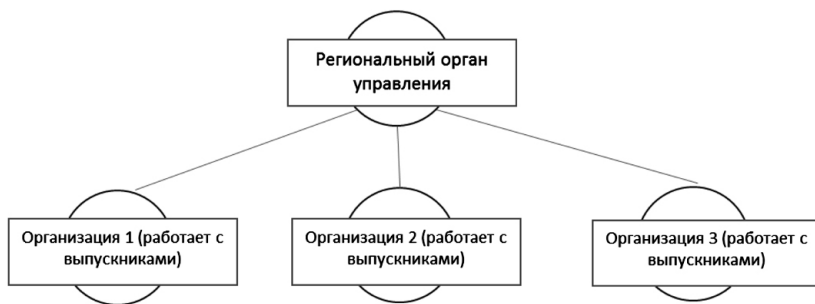 Региональный орган
управления
Организация 1 (работает с
выпускниками)
Организация 2 (работает с
выпускниками)
Организация 3 (работает с
выпускниками)